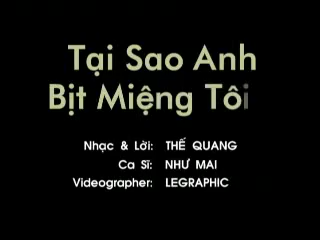 Tại Sao Anh
Bịt Miệng Tôi
Nhạc & Lời: THẾ QUANG
Ca Sĩ: NHƯ MAI
Videographer: LEGRAPHIC